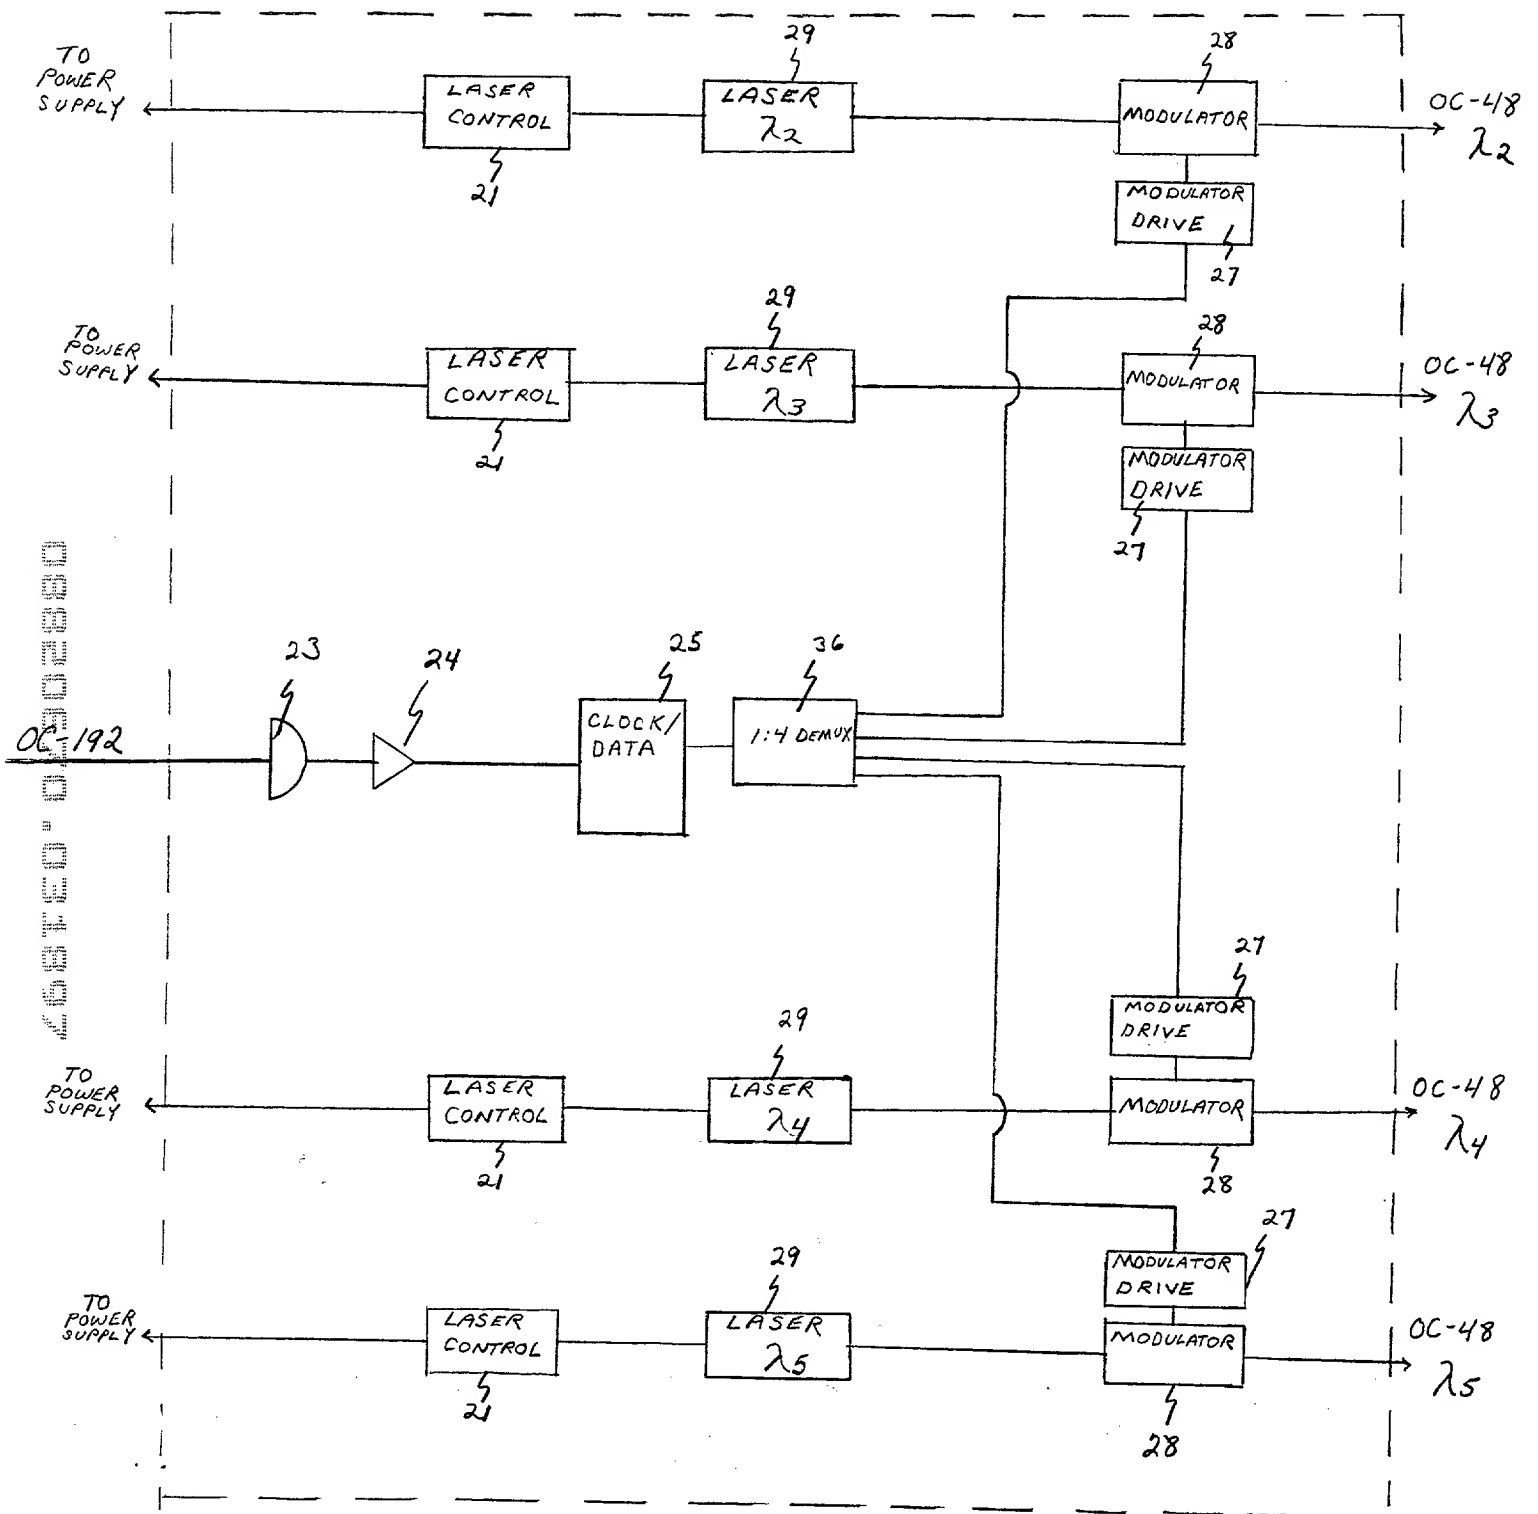 TO
POWER
SUPPLY
LASER
CONTROL
21
29
LASER
λ2
28
MODULATOR
MODULATOR
DRIVE
27
OC-48
λ2
TO
POWER
SUPPLY
LASER
CONTROL
21
29
LASER
λ3
28
MODULATOR
MODULATOR
DRIVE
27
OC-48
λ3
OC-192
23
24
25
CLOCK/
DATA
36
1:4 DEMUX
27
MODULATOR
DRIVE
TO
POWER
SUPPLY
LASER
CONTROL
21
29
LASER
λ4
MODULATOR
28
OC-48
λ4
27
MODULATOR
DRIVE
TO
POWER
SUPPLY
LASER
CONTROL
21
29
LASER
λ5
MODULATOR
28
OC-48
λ5